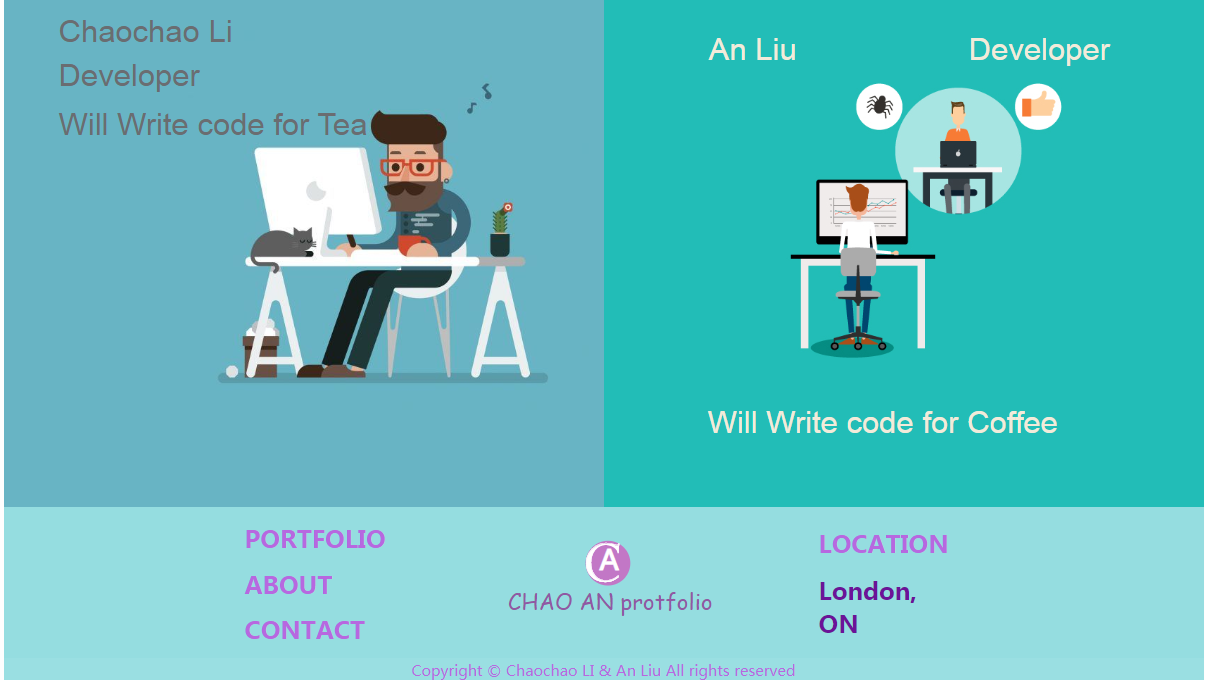 Chaochao Li
Developer
Will Write code for Tea
An Liu
Developer
Will Write code for Coffee
PORTFOLIO
ABOUT
CONTACT
CA
CHAO AN protfolio
LOCATION
London,
ON
Copyright © Chaochao LI & An Liu All rights reserved